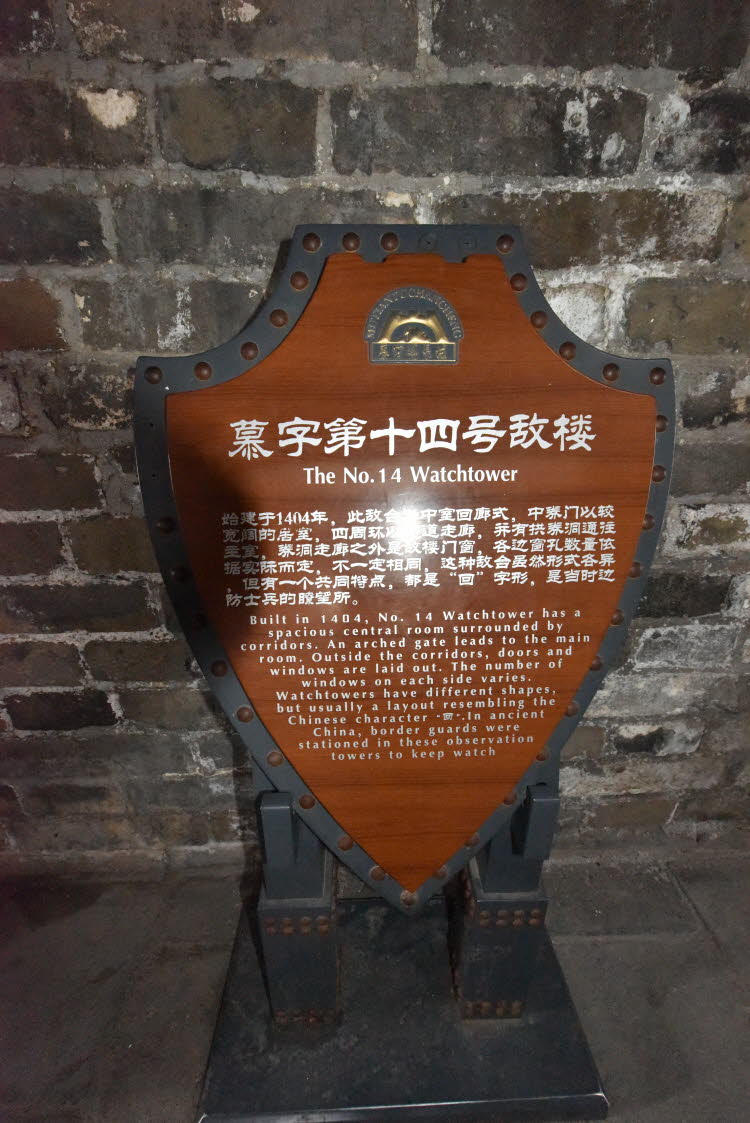 慕字第十四号敌楼
The No.14 Watchtower
始建于1404年，此敌台中室回廊式，中券门以较
宽阔的居室，四周环以道走廊，并有拱券洞通往
主室，券洞走廊之外是敌楼门窗，各边窗孔数量依
据实际而定，不一定相同，这种敌台虽然形式各异
，但有一个共同特点，都是“回”字形，是当时边
防士兵的瞭望所。
Built in 1404, No. 14 Watchtower has a
spacious central room surrounded by
corridors. An arched gate leads to the main
room. Outside the corridors, doors and
windows are laid out. The number of
windows on each side varies.
Watchtowers have different shapes,
but usually a layout resembling the
Chinese character "回".In ancient
China, border guards were
stationed in these observation
towers to keep watch